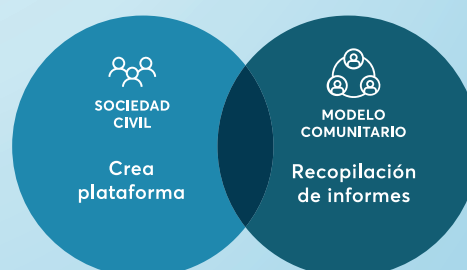 SOCIEDAD
CIVIL
Crea
plataforma
MODELO
COMUNITARIO
Recopilación
de informes